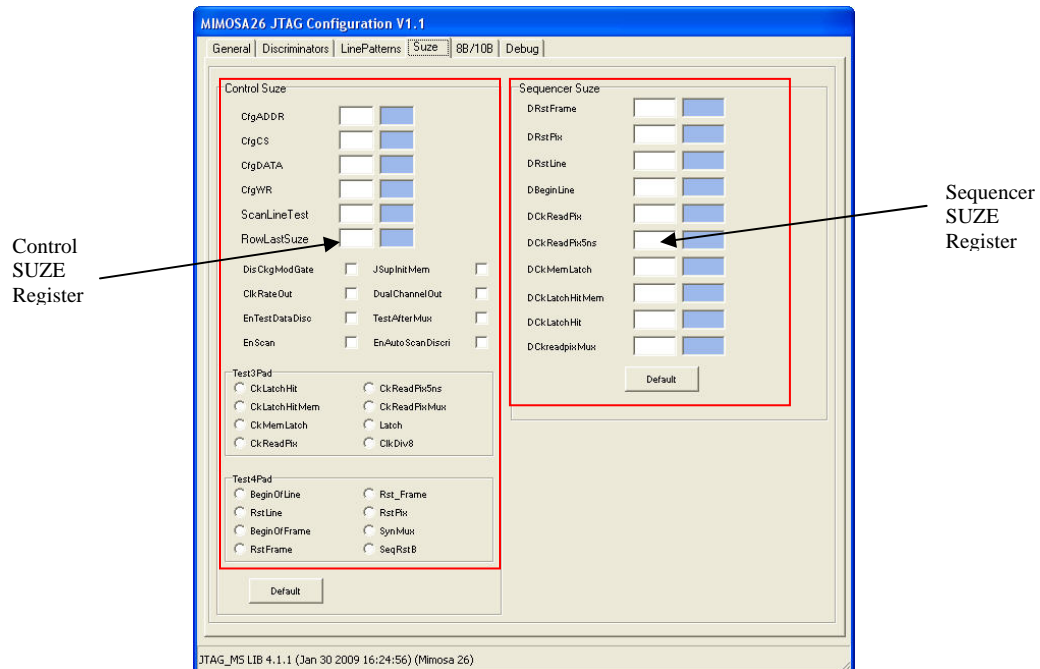 MIMOSA26 JTAG Configuration V1.1
General Discriminators LinePatterns Suze 8B/10B Debug
Control Suze
CfgADDR
CfgCS
CfgDATA
CfgWR
ScanLineTest
RowLastSuze
DisCkgModGate JSupInitMem
ClkRateOut DualChannelOut
EnTestDataDisc TestAfterMux
EnScan EnAutoScanDiscri
Test3Pad
CkLatchHit CkReadPix5ns
CkLatchHitMem CkReadPixMux
CkMemLatch Latch
CkReadPix ClkDiv8
Test4Pad
BeginOfLine Rst_Frame
RstLine RstPix
BeginOfFrame SynMux
RstFrame SeqRstB
Default
Sequencer Suze
DRstFrame
DRstPix
DRstLine
DBeginLine
DCkReadPix
DCkReadPix5ns
DCkMemLatch
DCkLatchHitMem
DCkLatchHit
DCkreadpixMux
Default
JTAG_MS LIB 4.1.1 (Jan 30 2009 16:24:56) (Mimosa 26)
Control
SUZE
Register
Sequencer
SUZE
Register